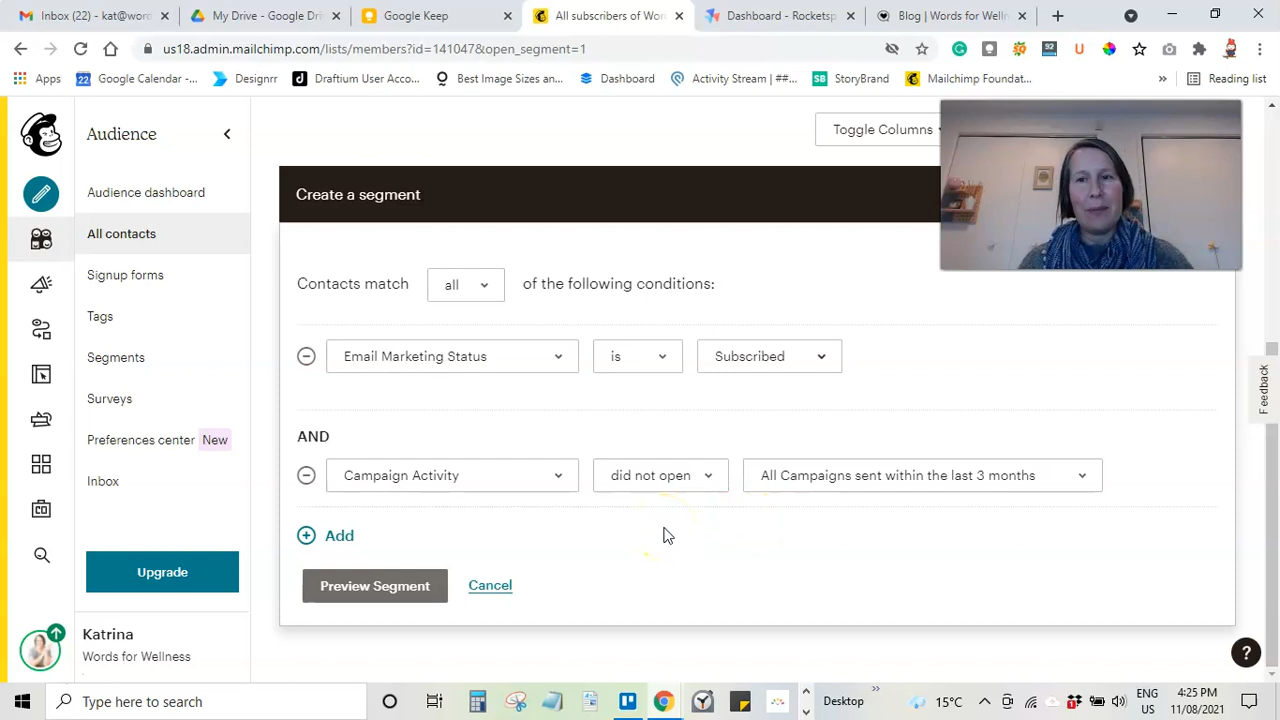 Inbox (22) - kat@word
My Drive - Google Dri
Google Keep
All subscribers of Wor
Dashboard - Rocketsp
Blog | Words for Welln
us18.admin.mailchimp.com/lists/members?id=141047&open_segment=1
92
Apps
22
Google Calendar -...
Designrr
Draftium User Acco...
Best Image Sizes an...
Dashboard
Activity Stream | ##...
SB
StoryBrand
Mailchimp Foundat...
»
Reading list
Audience
Audience dashboard
All contacts
Signup forms
Tags
Segments
Surveys
Preferences center
New
Inbox
Upgrade
Katrina
Words for Wellness
Toggle Columns
Create a segment
Contacts match
all
of the following conditions:
Email Marketing Status
is
Subscribed
AND
Campaign Activity
did not open
All Campaigns sent within the last 3 months
Add
Preview Segment
Cancel
Feedback
?
Type here to search
Desktop
»
15°C
1
ENG
US
4:25 PM
11/08/2021